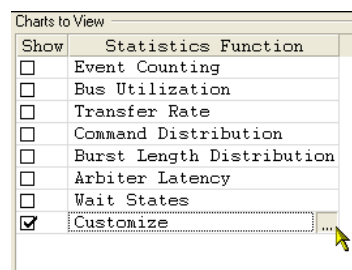 Charts to View
Show Statistics Function
Event Counting
Bus Utilization
Transfer Rate
Command Distribution
Burst Length Distribution
Arbiter Latency
Wait States
Customize ...